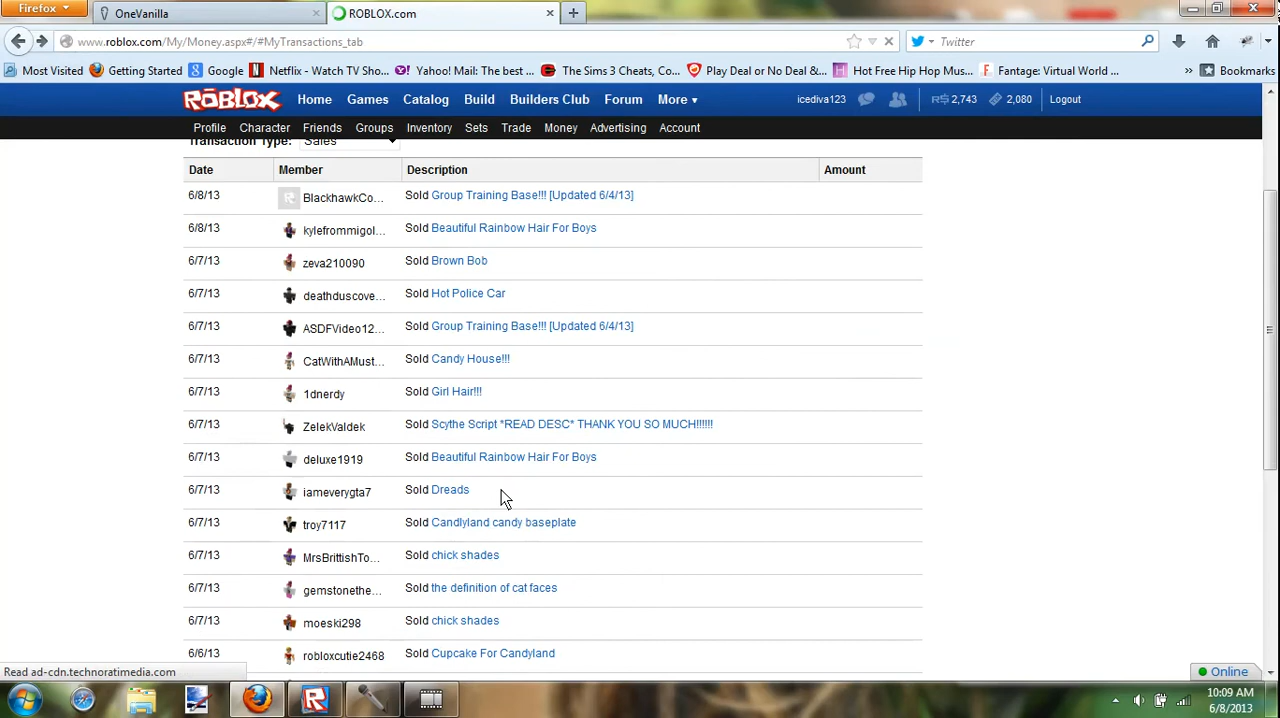 Firefox
OneVanilla
ROBLOX.com
www.roblox.com/My/Money.aspx#/#MyTransactions_tab
Twitter
Most Visited Getting Started Google Netflix - Watch TV Sho... Yahoo! Mail: The best ... The Sims 3 Cheats, Co... Play Deal or No Deal &... Hot Free Hip Hop Mus... Fantage: Virtual World ... » Bookmarks
ROBLOX Home Games Catalog Build Builders Club Forum More icediva123 R$ 2,743 2,080 Logout
Profile Character Friends Groups Inventory Sets Trade Money Advertising Account
Transaction Type: Sales
Date Member Description Amount
6/8/13 BlackhawkCo... Sold Group Training Base!!! [Updated 6/4/13]
6/8/13 kylefrommigol... Sold Beautiful Rainbow Hair For Boys
6/7/13 zeva210090 Sold Brown Bob
6/7/13 deathduscove... Sold Hot Police Car
6/7/13 ASDFVideo12... Sold Group Training Base!!! [Updated 6/4/13]
6/7/13 CatWithAMust... Sold Candy House!!!
6/7/13 1dnerdy Sold Girl Hair!!!
6/7/13 ZelekValdek Sold Scythe Script *READ DESC* THANK YOU SO MUCH!!!!!!
6/7/13 deluxe1919 Sold Beautiful Rainbow Hair For Boys
6/7/13 iameverygta7 Sold Dreads
6/7/13 troy7117 Sold Candlyland candy baseplate
6/7/13 MrsBrittishTo... Sold chick shades
6/7/13 gemstonethe... Sold the definition of cat faces
6/7/13 moeski298 Sold chick shades
6/6/13 robloxcutie2468 Sold Cupcake For Candyland
Read ad-cdn.technoratimedia.com
Online
10:09 AM
6/8/2013